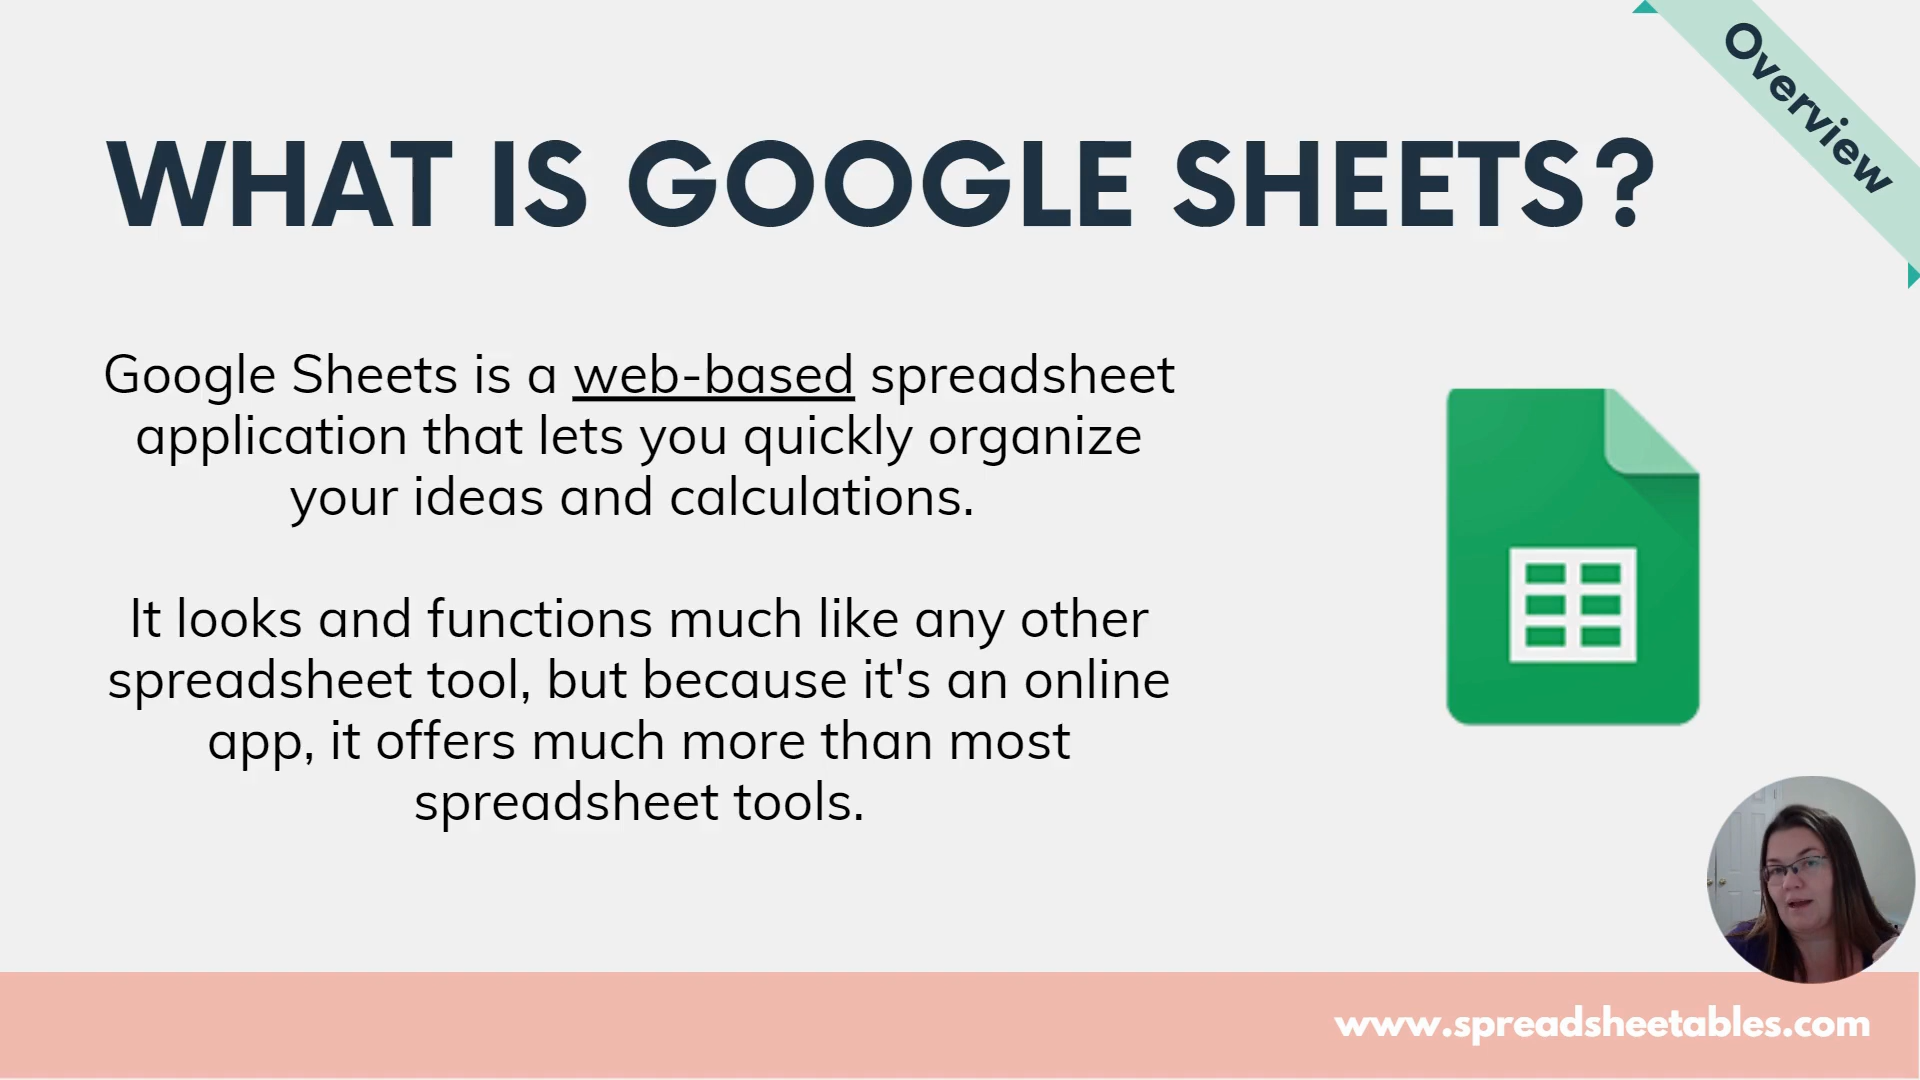 Overview
WHAT IS GOOGLE SHEETS?
Google Sheets is a web-based spreadsheet
application that lets you quickly organize
your ideas and calculations.
It looks and functions much like any other
spreadsheet tool, but because it's an online
app, it offers much more than most
spreadsheet tools.
www.spreadsheetables.com